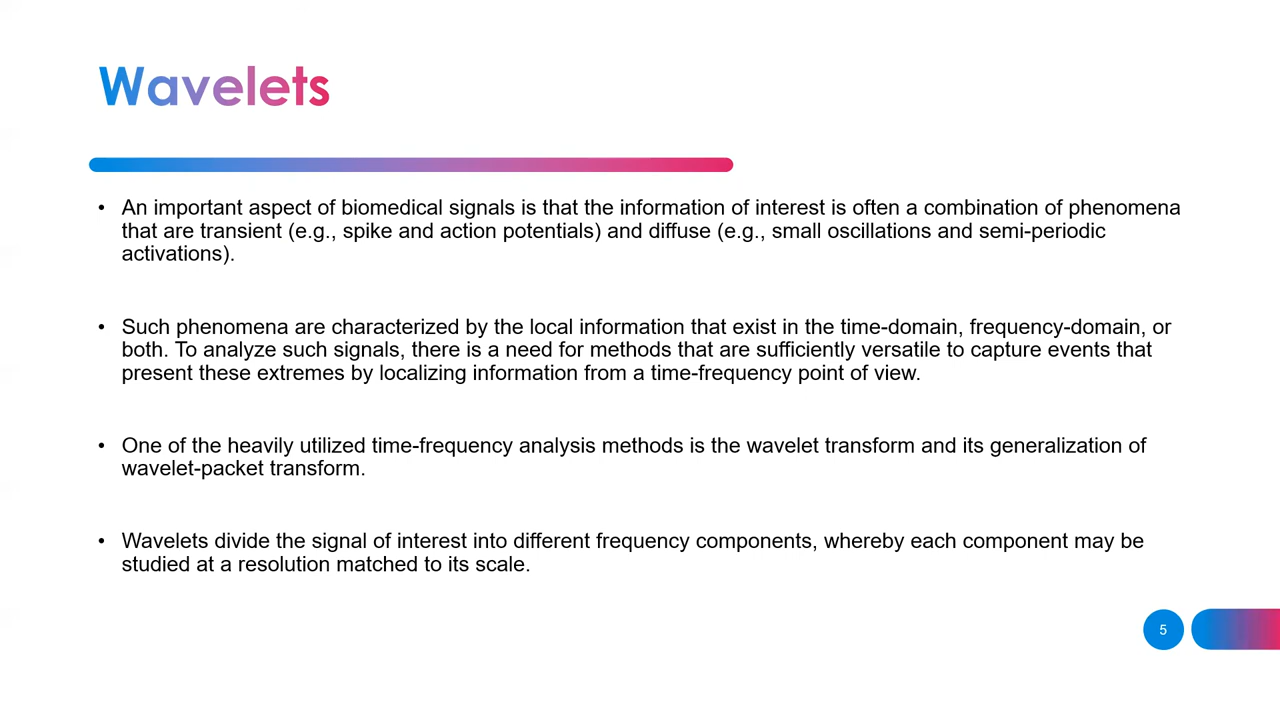 Wavelets
• An important aspect of biomedical signals is that the information of interest is often a combination of phenomena
that are transient (e.g., spike and action potentials) and diffuse (e.g., small oscillations and semi-periodic
activations).
• Such phenomena are characterized by the local information that exist in the time-domain, frequency-domain, or
both. To analyze such signals, there is a need for methods that are sufficiently versatile to capture events that
present these extremes by localizing information from a time-frequency point of view.
• One of the heavily utilized time-frequency analysis methods is the wavelet transform and its generalization of
wavelet-packet transform.
• Wavelets divide the signal of interest into different frequency components, whereby each component may be
studied at a resolution matched to its scale.
5